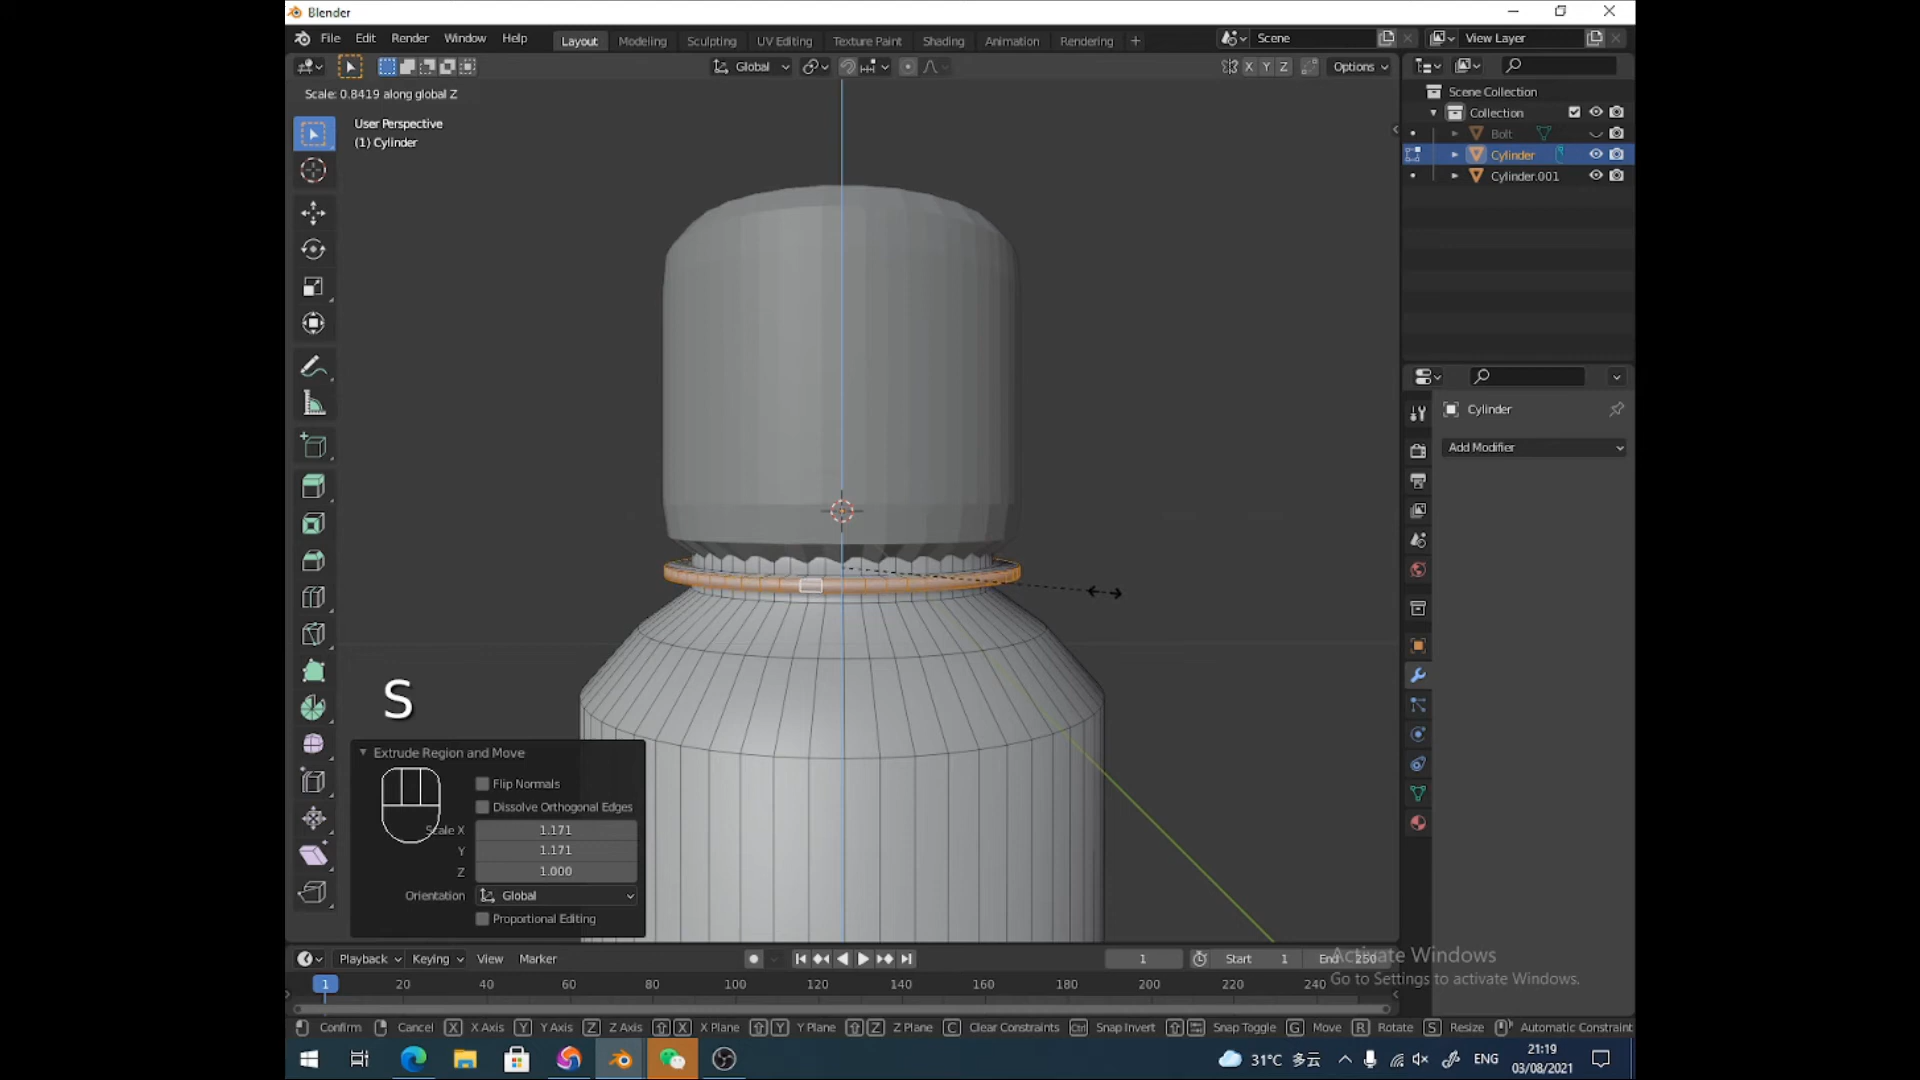 Blender
File Edit Render Window Help Layout Modeling Sculpting UV Editing Texture Paint Shading Animation Rendering + Scene View Layer
Global X Y Z Options
Scale: 0.8419 along global Z
User Perspective
(1) Cylinder
Scene Collection
Collection
Bolt
Cylinder
Cylinder.001
Cylinder
Add Modifier
S
Extrude Region and Move
Flip Normals
Dissolve Orthogonal Edges
Scale X 1.171
Y 1.171
Z 1.000
Orientation Global
Proportional Editing
Activate Windows
Go to Settings to activate Windows.
Playback Keying View Marker 1 Start 1 End 250
1 20 40 60 80 100 120 140 160 180 200 220 240
Confirm Cancel X X Axis Y Y Axis Z Z Axis X X Plane Y Y Plane Z Z Plane C Clear Constraints Ctrl Snap Invert Snap Toggle G Move R Rotate S Resize Automatic Constraint
31°C 多云 ENG 21:19
03/08/2021